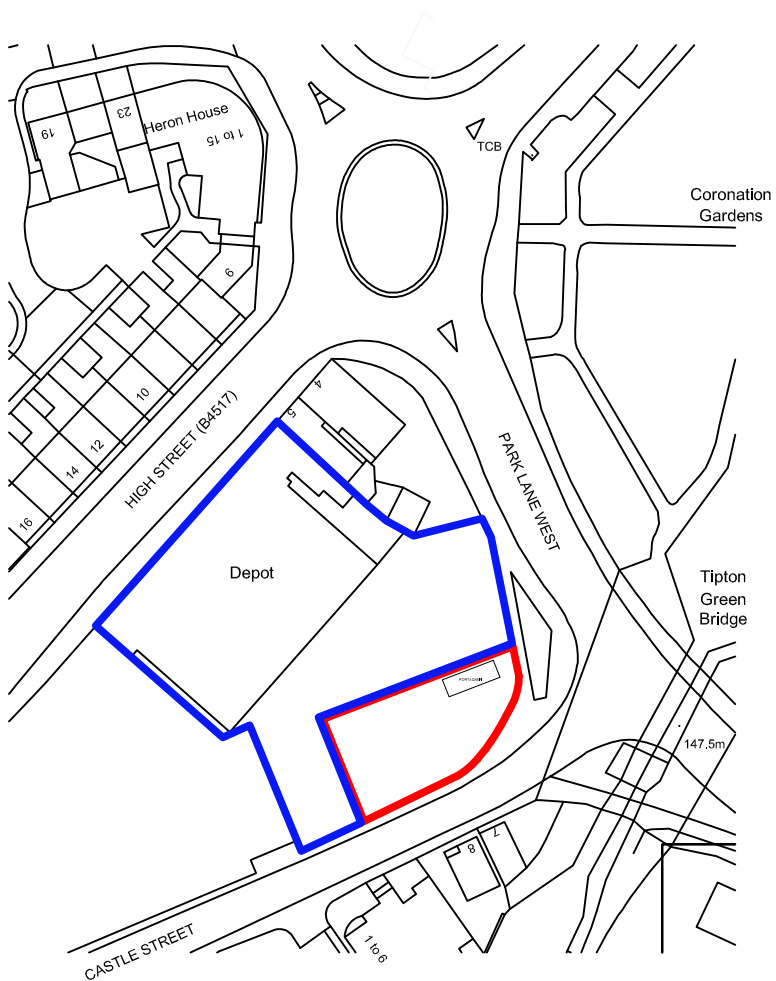 Heron House
23
19
1 to 15
TCB
Coronation
Gardens
9
4
5
10
12
14
16
HIGH STREET (B4517)
PARK LANE WEST
Depot
Tipton
Green
Bridge
PORTACABIN
147.5m
7
8
1 to 6
CASTLE STREET